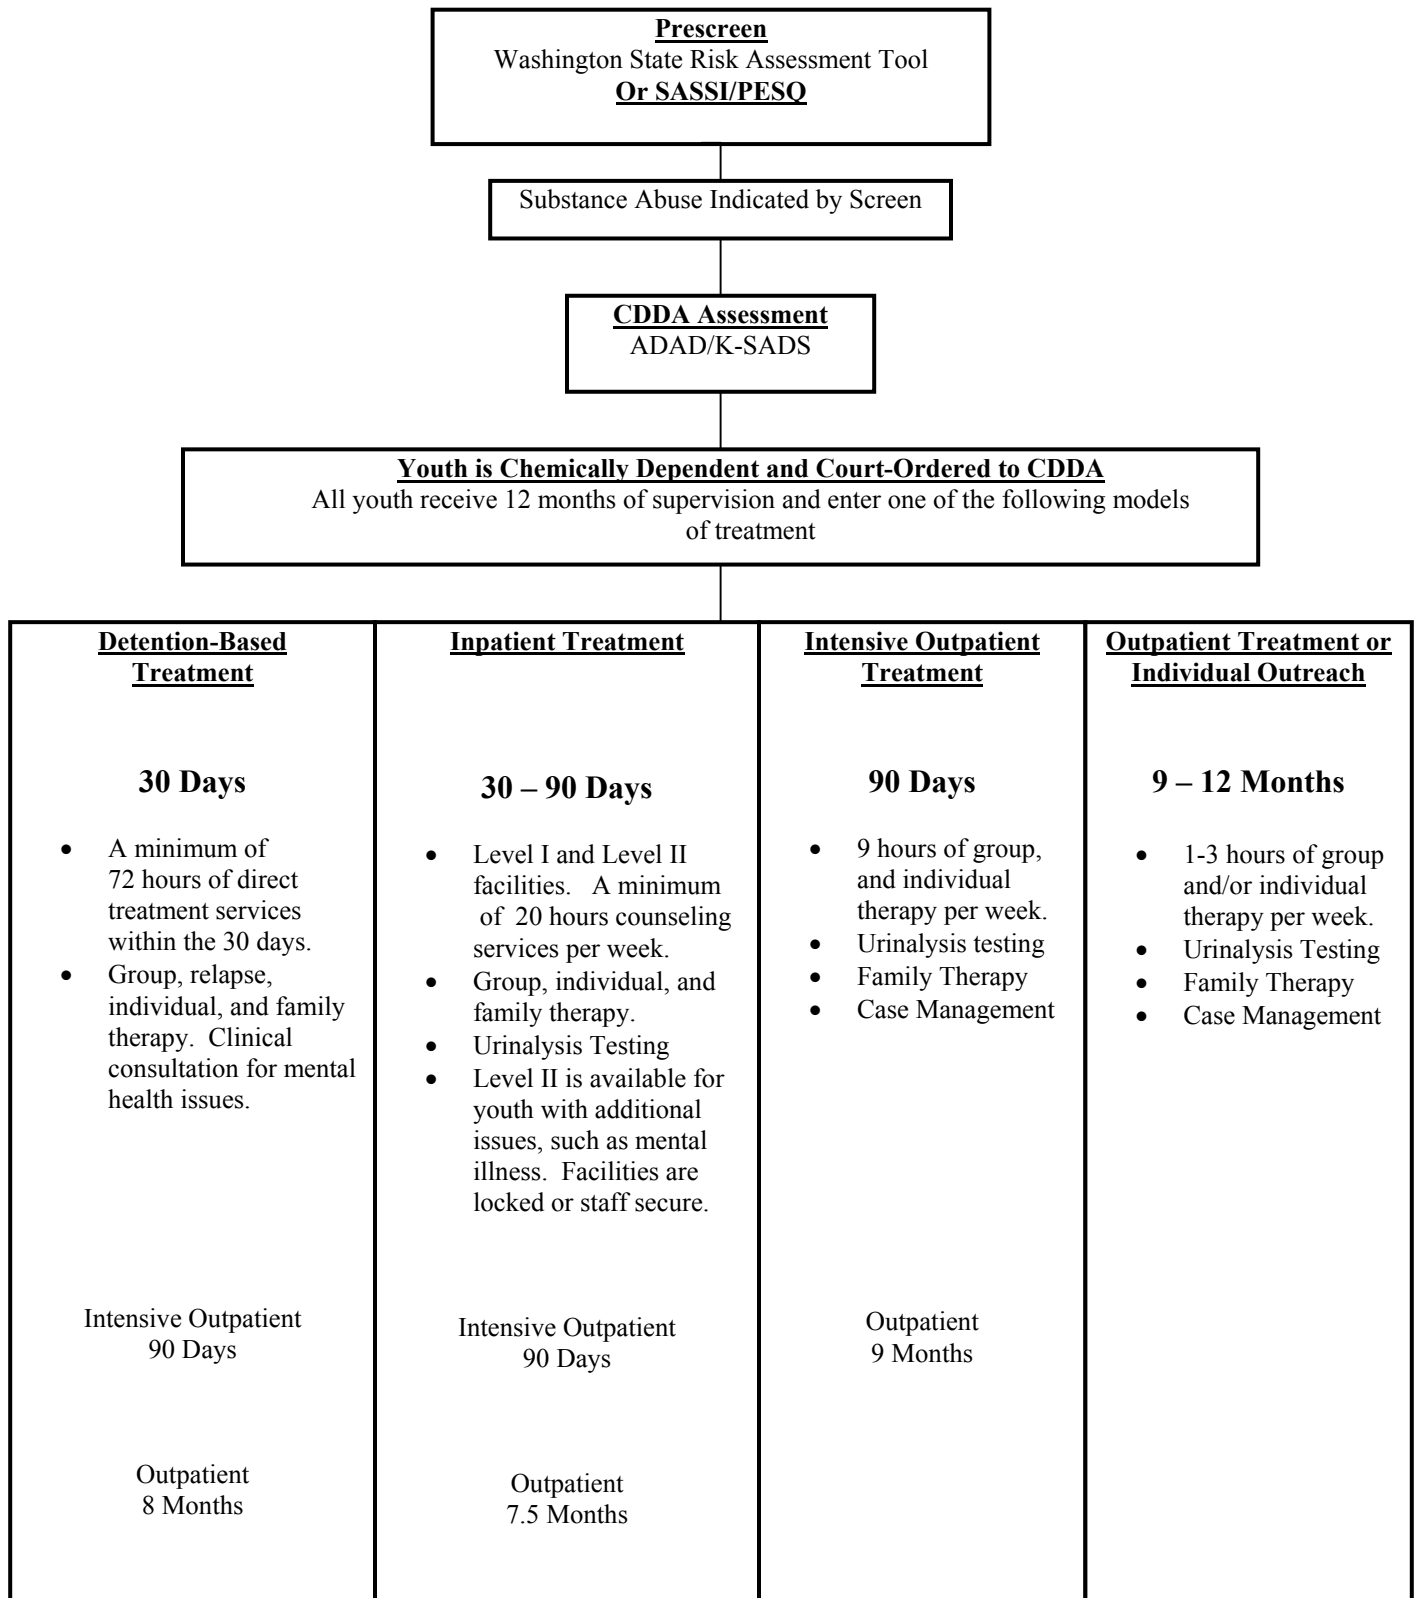 Prescreen
Washington State Risk Assessment Tool
Or SASSI/PESQ
Substance Abuse Indicated by Screen
CDDA Assessment
ADAD/K-SADS
Youth is Chemically Dependent and Court-Ordered to CDDA
All youth receive 12 months of supervision and enter one of the following models
of treatment
Detention-Based
Treatment
30 Days
• A minimum of
72 hours of direct
treatment services
within the 30 days.
• Group, relapse,
individual, and family
therapy. Clinical
consultation for mental
health issues.
Intensive Outpatient
90 Days
Outpatient
8 Months
Inpatient Treatment
30 – 90 Days
• Level I and Level II
facilities. A minimum
of 20 hours counseling
services per week.
• Group, individual, and
family therapy.
• Urinalysis Testing
• Level II is available for
youth with additional
issues, such as mental
illness. Facilities are
locked or staff secure.
Intensive Outpatient
90 Days
Outpatient
7.5 Months
Intensive Outpatient
Treatment
90 Days
• 9 hours of group,
and individual
therapy per week.
• Urinalysis testing
• Family Therapy
• Case Management
Outpatient
9 Months
Outpatient Treatment or
Individual Outreach
9 – 12 Months
• 1-3 hours of group
and/or individual
therapy per week.
• Urinalysis Testing
• Family Therapy
• Case Management